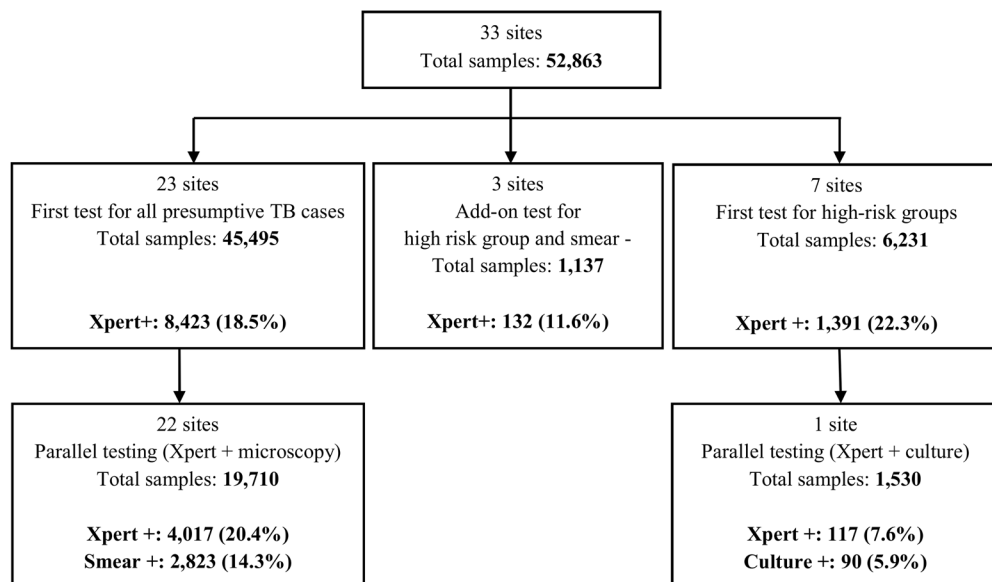 33 sites
Total samples: 52,863
23 sites
First test for all presumptive TB cases
Total samples: 45,495
Xpert+: 8,423 (18.5%)
3 sites
Add-on test for
high risk group and smear -
Total samples: 1,137
Xpert+: 132 (11.6%)
7 sites
First test for high-risk groups
Total samples: 6,231
Xpert +: 1,391 (22.3%)
22 sites
Parallel testing (Xpert + microscopy)
Total samples: 19,710
Xpert +: 4,017 (20.4%)
Smear +: 2,823 (14.3%)
1 site
Parallel testing (Xpert + culture)
Total samples: 1,530
Xpert +: 117 (7.6%)
Culture +: 90 (5.9%)